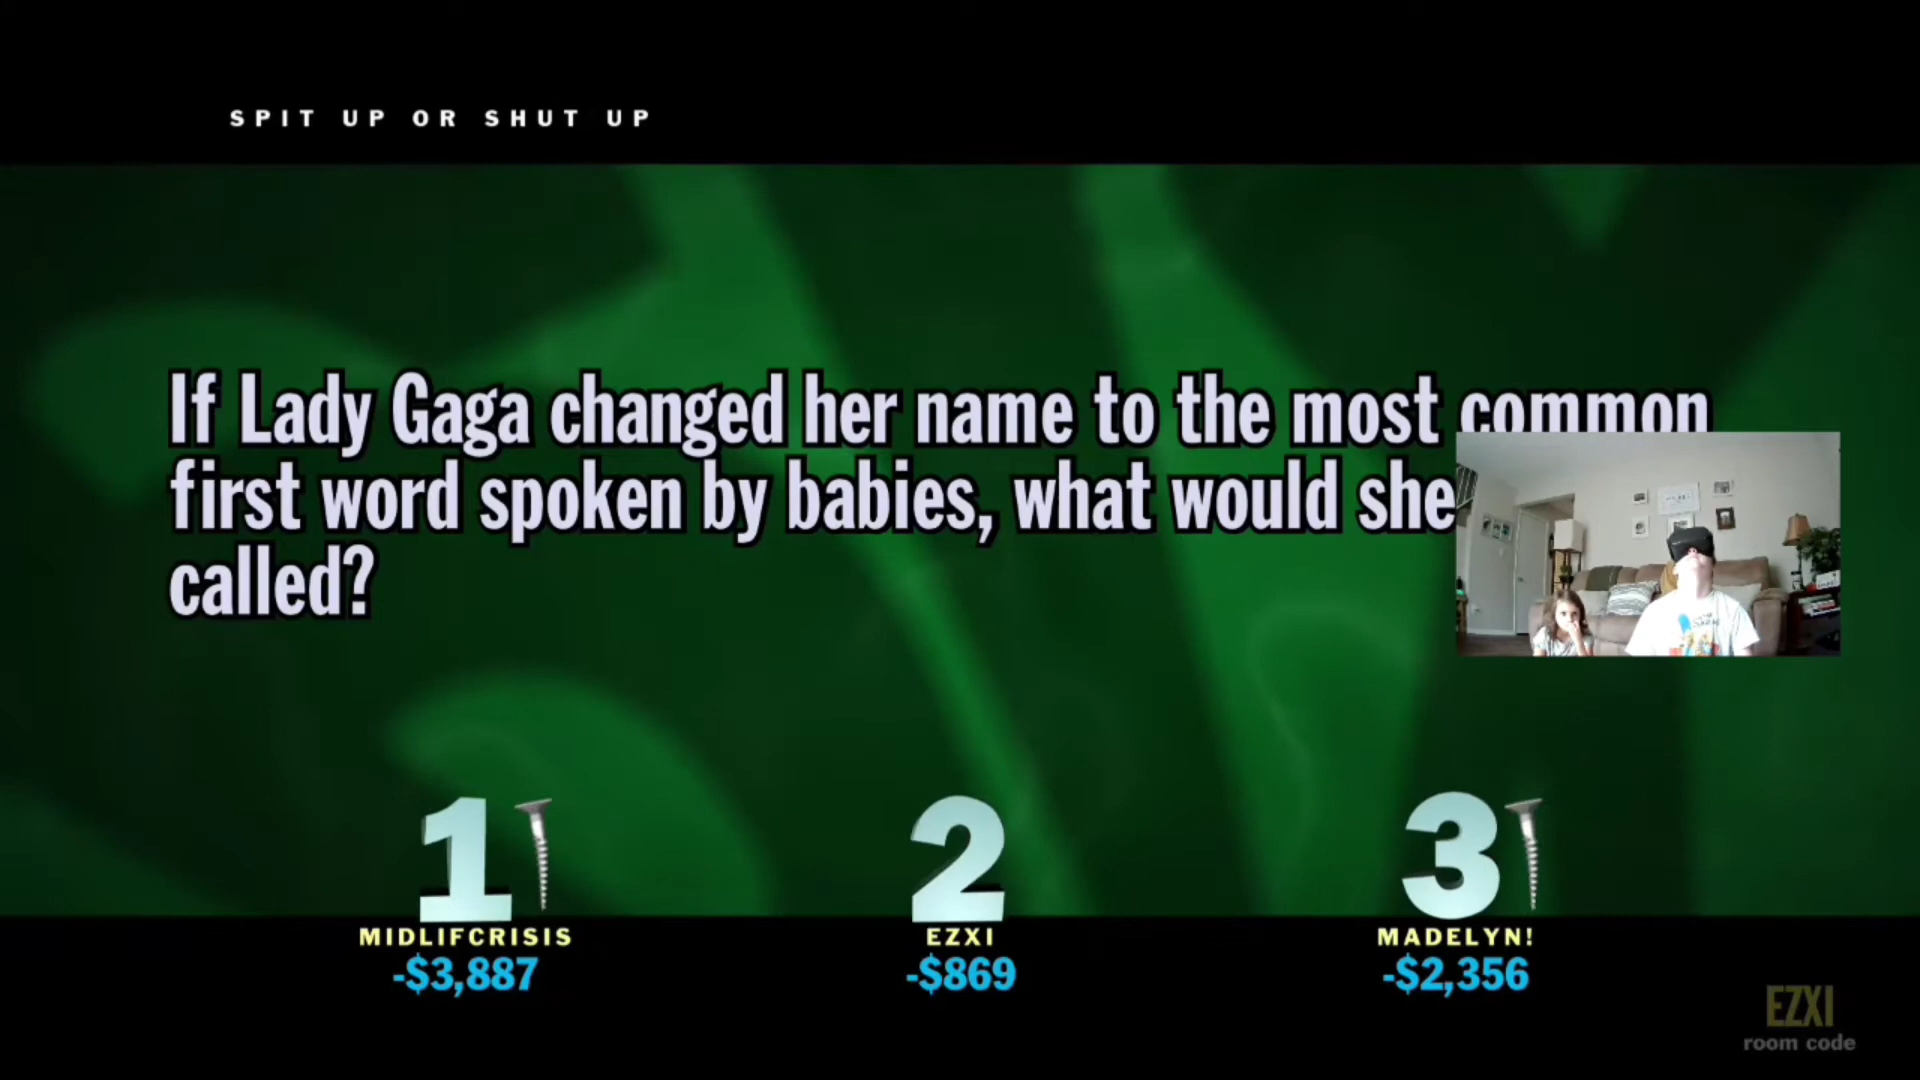 SPIT UP OR SHUT UP
If Lady Gaga changed her name to the most common
first word spoken by babies, what would she
called?
1 2 3
MIDLIFCRISIS EZXI MADELYN!
-$3,887 -$869 -$2,356
EZXI
room code